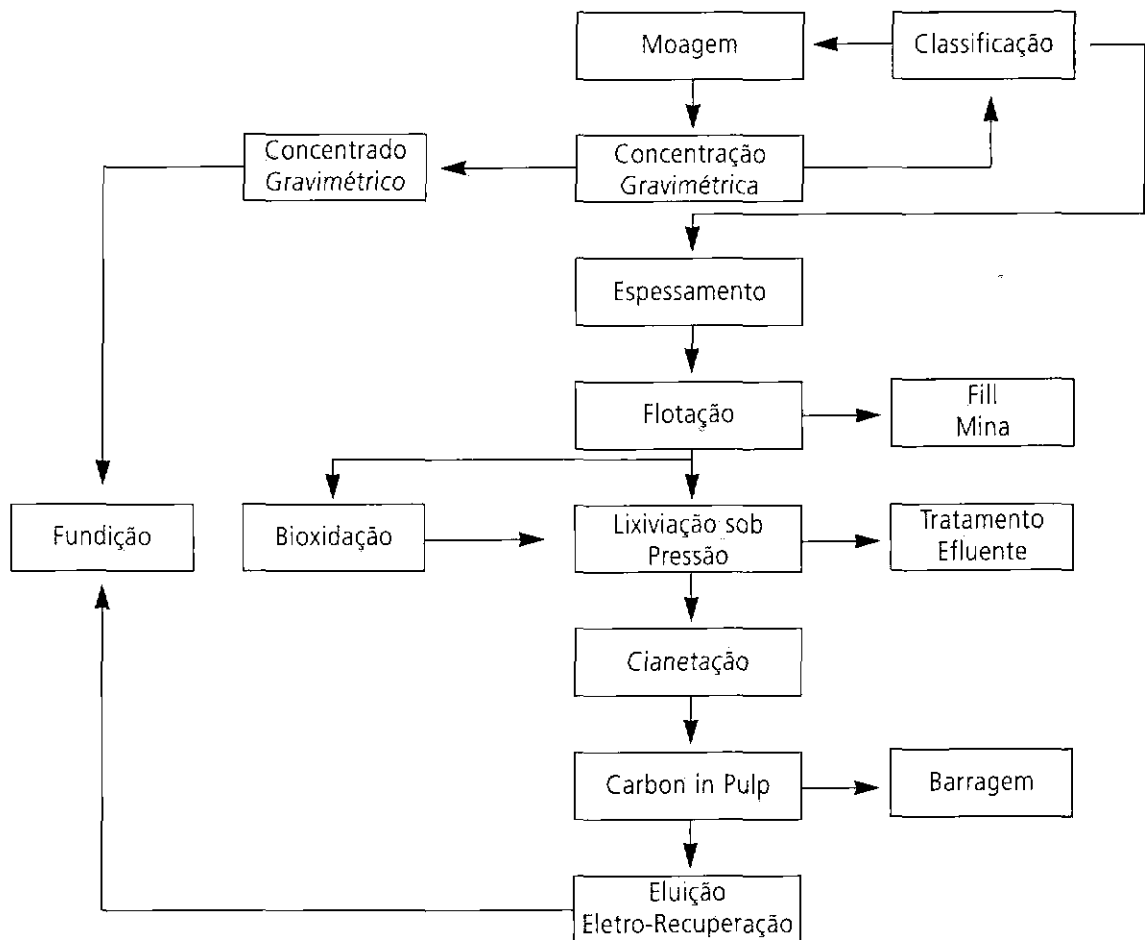 Moagem
Classificação
Concentrado
Gravimétrico
Concentração
Gravimétrica
Espessamento
Flotação
Fill
Mina
Fundição
Bioxidação
Lixiviação sob
Pressão
Tratamento
Efluente
Cianetação
Carbon in Pulp
Barragem
Eluição
Eletro-Recuperação